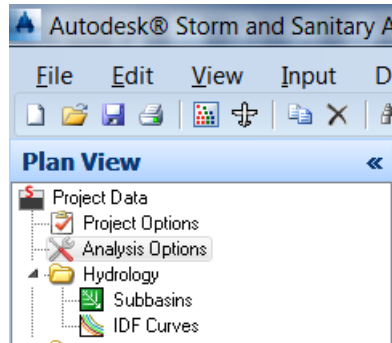 Autodesk® Storm and Sanitary A
File Edit View Input D
Plan View «
Project Data
Project Options
Analysis Options
Hydrology
Subbasins
IDF Curves